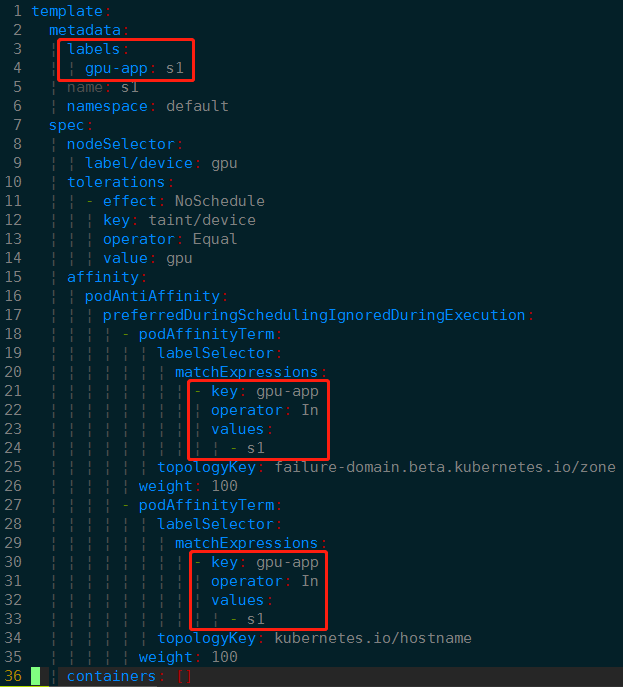 1 template:
2 metadata:
3 labels:
4 gpu-app: s1
5 name: s1
6 namespace: default
7 spec:
8 nodeSelector:
9 label/device: gpu
10 tolerations:
11 - effect: NoSchedule
12 key: taint/device
13 operator: Equal
14 value: gpu
15 affinity:
16 podAntiAffinity:
17 preferredDuringSchedulingIgnoredDuringExecution:
18 - podAffinityTerm:
19 labelSelector:
20 matchExpressions:
21 - key: gpu-app
22 operator: In
23 values:
24 - s1
25 topologyKey: failure-domain.beta.kubernetes.io/zone
26 weight: 100
27 - podAffinityTerm:
28 labelSelector:
29 matchExpressions:
30 - key: gpu-app
31 operator: In
32 values:
33 - s1
34 topologyKey: kubernetes.io/hostname
35 weight: 100
36 containers: []